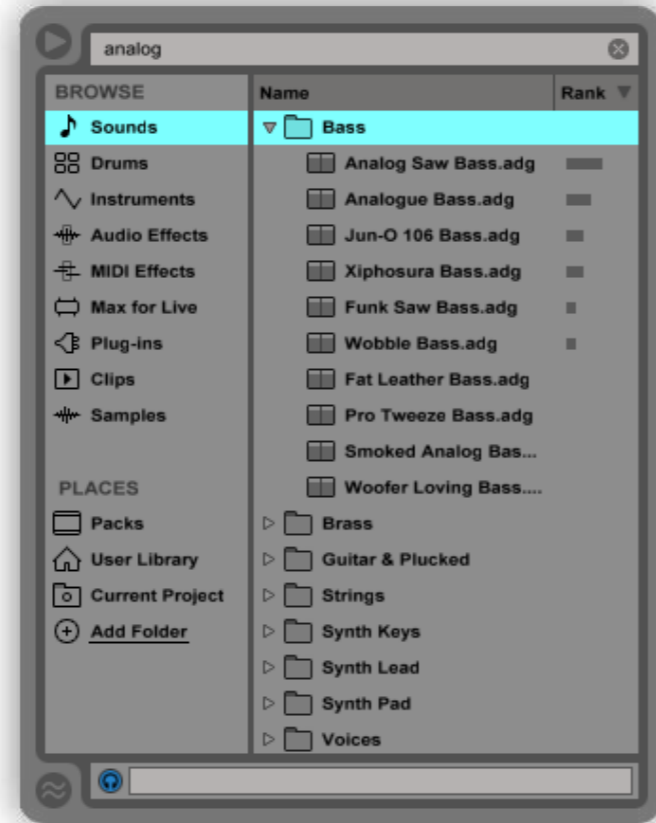 analog
BROWSE
Sounds
Drums
Instruments
Audio Effects
MIDI Effects
Max for Live
Plug-ins
Clips
Samples
PLACES
Packs
User Library
Current Project
Add Folder
Name Rank
Bass
Analog Saw Bass.adg
Analogue Bass.adg
Jun-O 106 Bass.adg
Xiphosura Bass.adg
Funk Saw Bass.adg
Wobble Bass.adg
Fat Leather Bass.adg
Pro Tweeze Bass.adg
Smoked Analog Bas...
Woofer Loving Bass....
Brass
Guitar & Plucked
Strings
Synth Keys
Synth Lead
Synth Pad
Voices